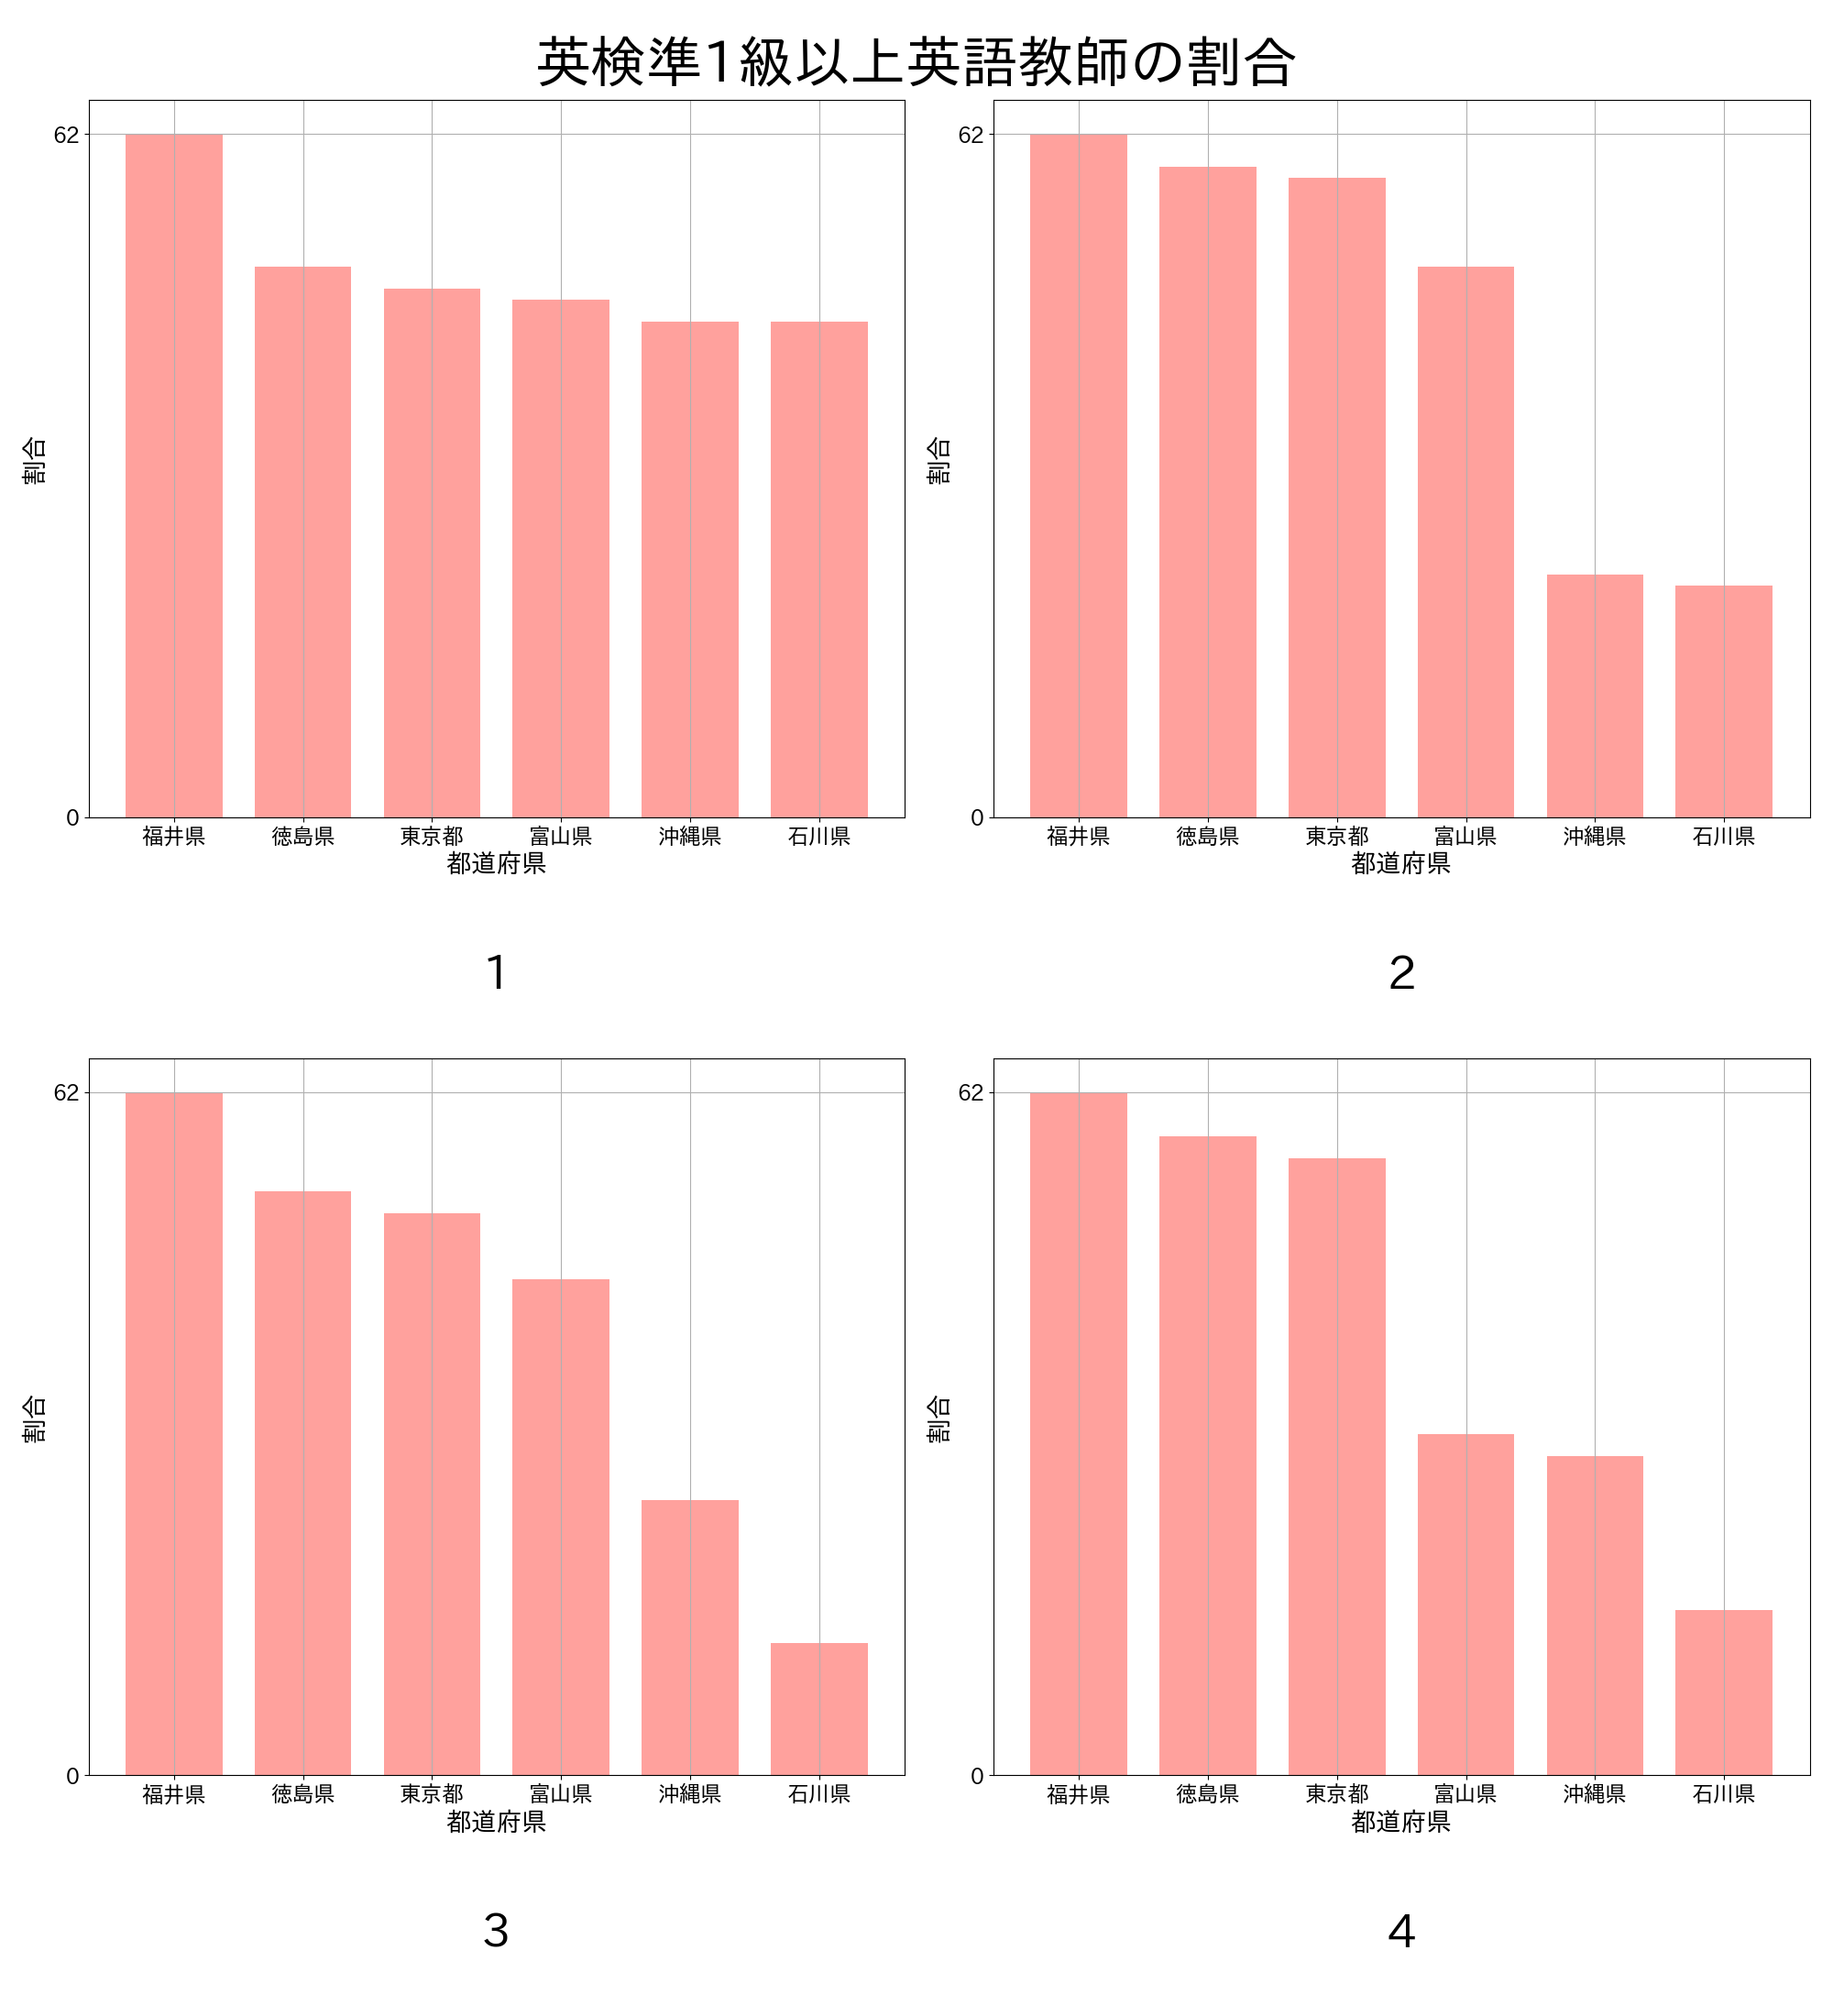 英検準1級以上英語教師の割合
62
0
割合
福井県 徳島県 東京都 富山県 沖縄県 石川県
都道府県
1
62
0
割合
福井県 徳島県 東京都 富山県 沖縄県 石川県
都道府県
2
62
0
割合
福井県 徳島県 東京都 富山県 沖縄県 石川県
都道府県
3
62
0
割合
福井県 徳島県 東京都 富山県 沖縄県 石川県
都道府県
4